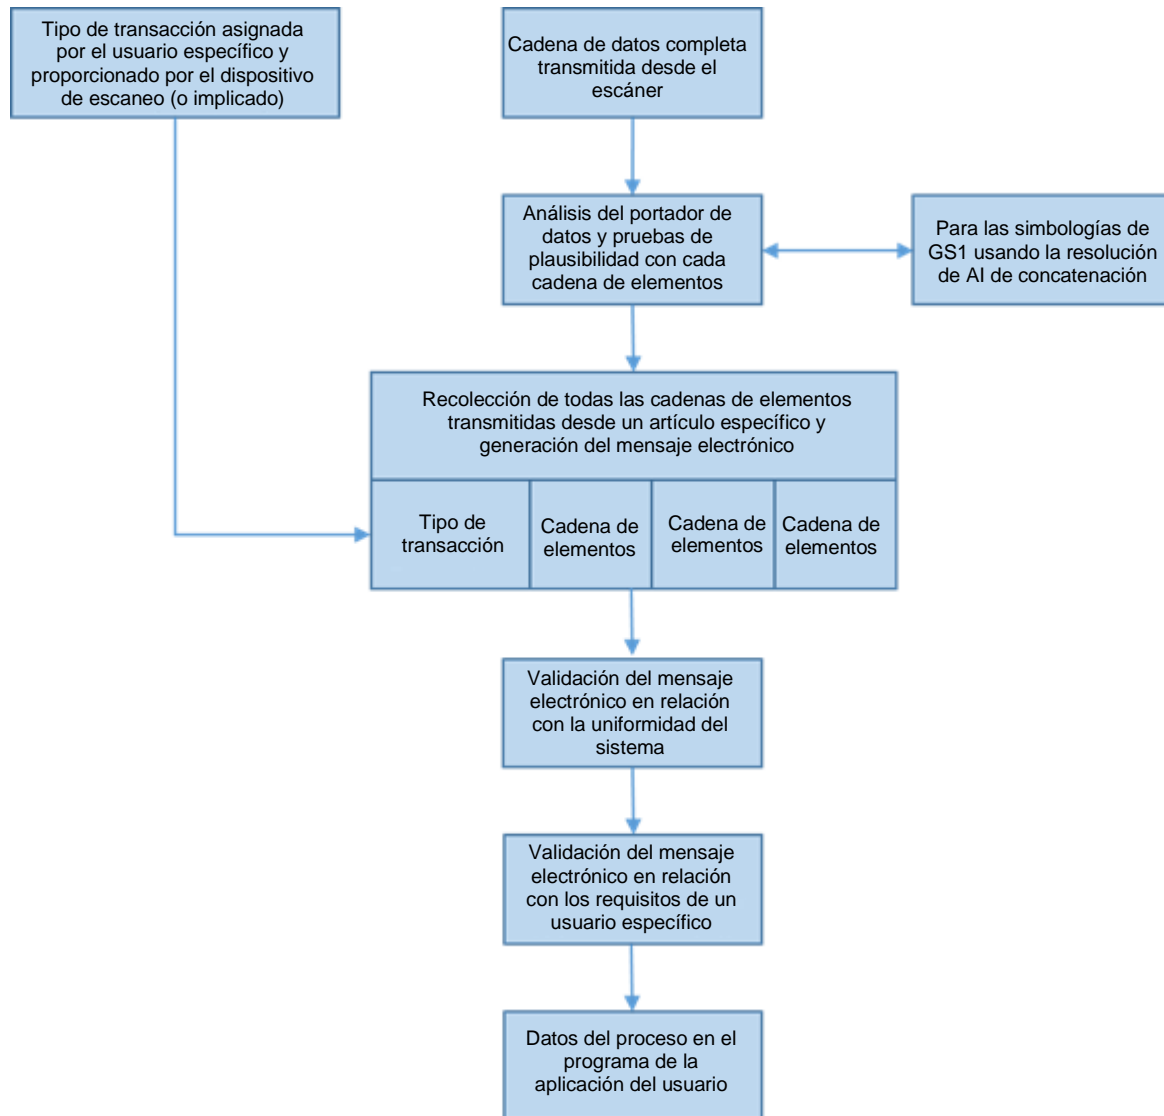 Tipo de transacción asignada
por el usuario específico y
proporcionado por el dispositivo
de escaneo (o implicado)
Cadena de datos completa
transmitida desde el
escáner
Análisis del portador de
datos y pruebas de
plausibilidad con cada
cadena de elementos
Para las simbologías de
GS1 usando la resolución
de AI de concatenación
Recolección de todas las cadenas de elementos
transmitidas desde un artículo específico y
generación del mensaje electrónico
Tipo de
transacción
Cadena de
elementos
Cadena de
elementos
Cadena de
elementos
Validación del mensaje
electrónico en relación
con la uniformidad del
sistema
Validación del mensaje
electrónico en relación
con los requisitos de un
usuario específico
Datos del proceso en el
programa de la
aplicación del usuario